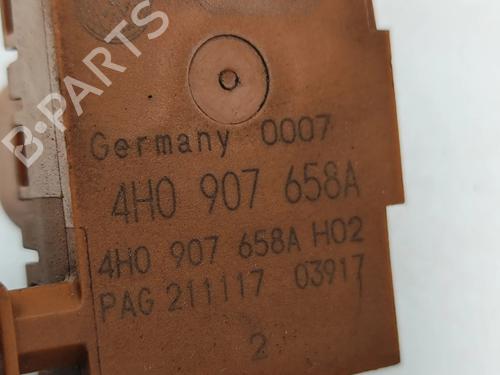 B-PARTS
Germany 0007
4H0 907 658A
4H0 907 658A H02
PAG 211117 03917
2